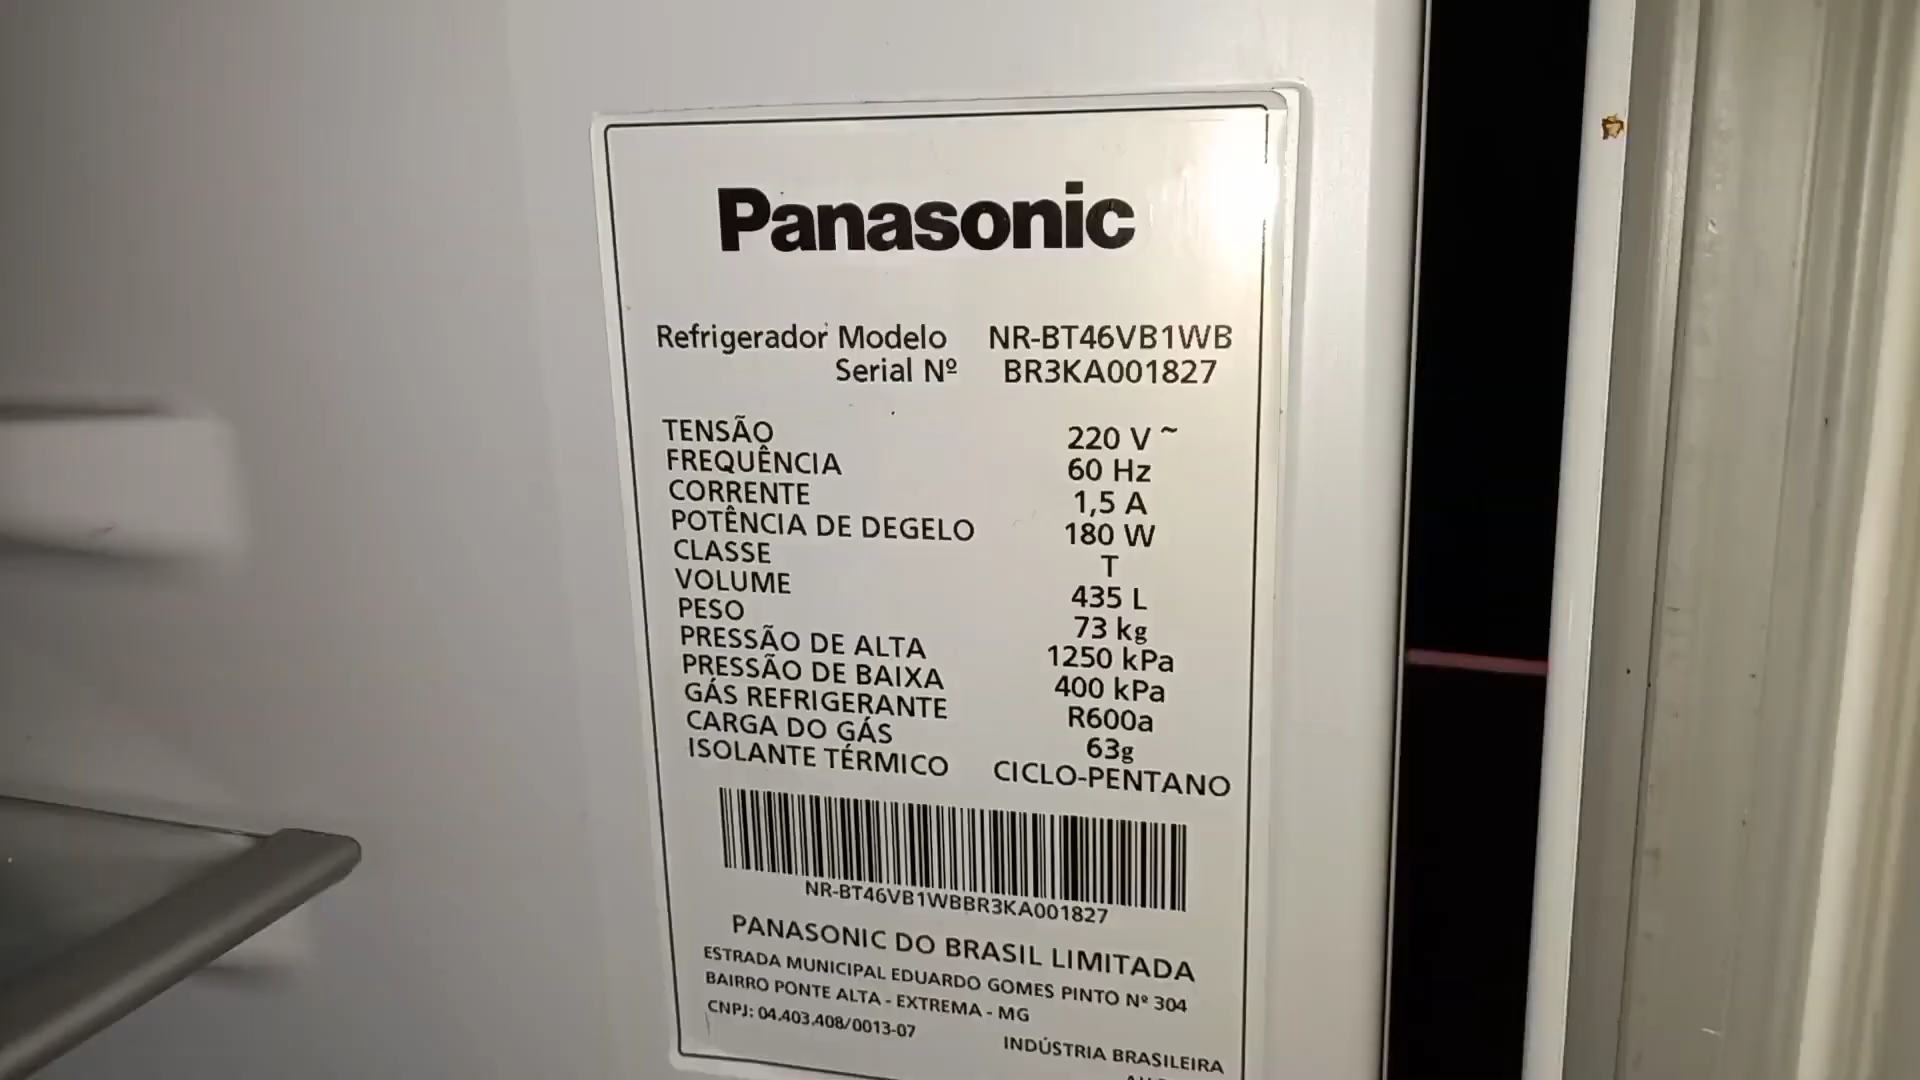 Panasonic
Refrigerador Modelo NR-BT46VB1WB
Serial Nº BR3KA001827
TENSÃO 220 V ~
FREQUÊNCIA 60 Hz
CORRENTE 1,5 A
POTÊNCIA DE DEGELO 180 W
CLASSE T
VOLUME 435 L
PESO 73 kg
PRESSÃO DE ALTA 1250 kPa
PRESSÃO DE BAIXA 400 kPa
GÁS REFRIGERANTE R600a
CARGA DO GÁS 63g
ISOLANTE TÉRMICO CICLO-PENTANO
NR-BT46VB1WBBR3KA001827
PANASONIC DO BRASIL LIMITADA
ESTRADA MUNICIPAL EDUARDO GOMES PINTO Nº 304
BAIRRO PONTE ALTA - EXTREMA - MG
CNPJ: 04.403.408/0013-07
INDÚSTRIA BRASILEIRA